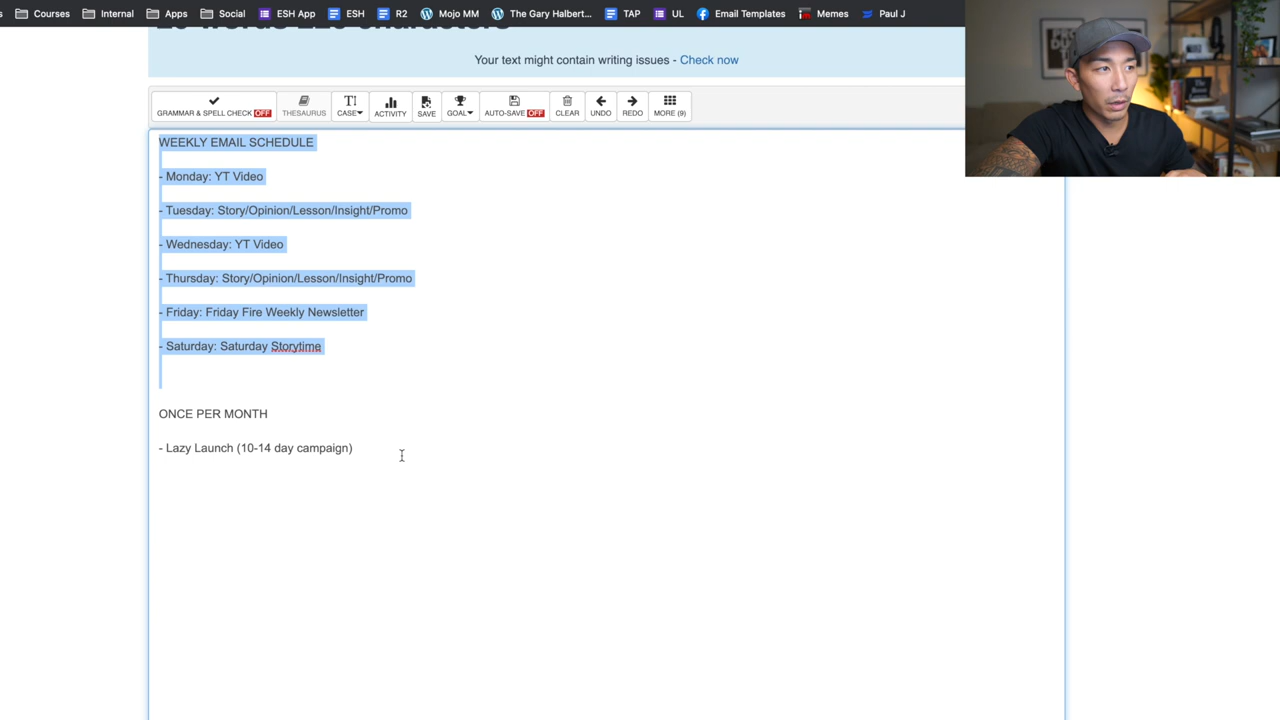 Courses Internal Apps Social ESH App ESH R2 Mojo MM The Gary Halbert... TAP UL Email Templates Memes Paul J
Your text might contain writing issues - Check now
GRAMMAR & SPELL CHECK OFF THESAURUS CASE ACTIVITY SAVE GOAL AUTO-SAVE OFF CLEAR UNDO REDO MORE (9)
WEEKLY EMAIL SCHEDULE
- Monday: YT Video
- Tuesday: Story/Opinion/Lesson/Insight/Promo
- Wednesday: YT Video
- Thursday: Story/Opinion/Lesson/Insight/Promo
- Friday: Friday Fire Weekly Newsletter
- Saturday: Saturday Storytime
ONCE PER MONTH
- Lazy Launch (10-14 day campaign)